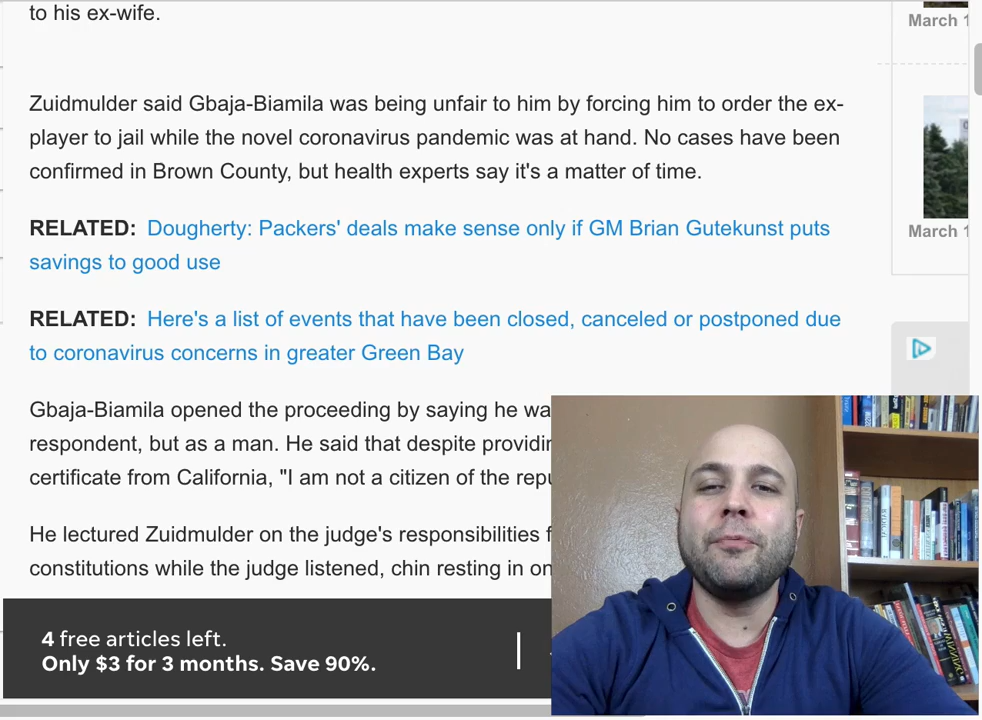 to his ex-wife.
Zuidmulder said Gbaja-Biamila was being unfair to him by forcing him to order the ex-
player to jail while the novel coronavirus pandemic was at hand. No cases have been
confirmed in Brown County, but health experts say it's a matter of time.
RELATED: Dougherty: Packers' deals make sense only if GM Brian Gutekunst puts
savings to good use
RELATED: Here's a list of events that have been closed, canceled or postponed due
to coronavirus concerns in greater Green Bay
Gbaja-Biamila opened the proceeding by saying he wa
respondent, but as a man. He said that despite providin
certificate from California, "I am not a citizen of the repu
He lectured Zuidmulder on the judge's responsibilities f
constitutions while the judge listened, chin resting in on
4 free articles left.
Only $3 for 3 months. Save 90%.
March 1
March 1